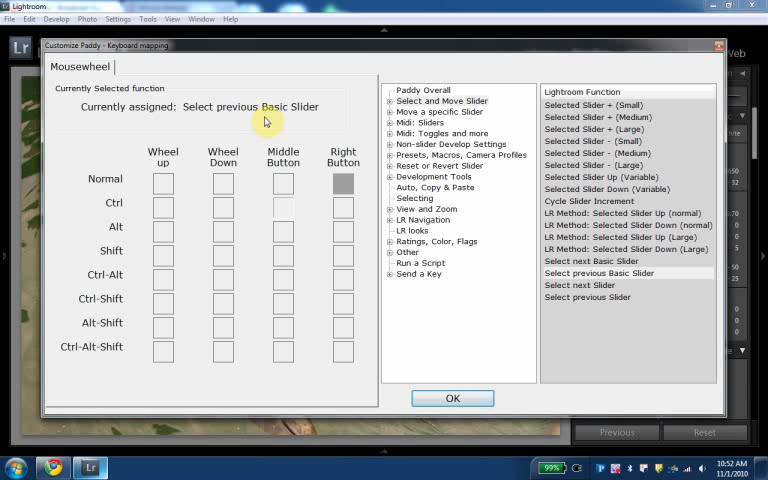 Lightroom
File Edit Develop Photo Settings Tools View Window Help
Lr
Web
Customize Paddy - Keyboard mapping
Mousewheel
Currently Selected function
Currently assigned: Select previous Basic Slider
Wheel up
Wheel Down
Middle Button
Right Button
Normal
Ctrl
Alt
Shift
Ctrl-Alt
Ctrl-Shift
Alt-Shift
Ctrl-Alt-Shift
Paddy Overall
Select and Move Slider
Move a specific Slider
Midi: Sliders
Midi: Toggles and more
Non-slider Develop Settings
Presets, Macros, Camera Profiles
Reset or Revert Slider
Development Tools
Auto, Copy & Paste
Selecting
View and Zoom
LR Navigation
LR looks
Ratings, Color, Flags
Other
Run a Script
Send a Key
Lightroom Function
Selected Slider + (Small)
Selected Slider + (Medium)
Selected Slider + (Large)
Selected Slider - (Small)
Selected Slider - (Medium)
Selected Slider - (Large)
Selected Slider Up (Variable)
Selected Slider Down (Variable)
Cycle Slider Increment
LR Method: Selected Slider Up (normal)
LR Method: Selected Slider Down (normal)
LR Method: Selected Slider Up (Large)
LR Method: Selected Slider Down (Large)
Select next Basic Slider
Select previous Basic Slider
Select next Slider
Select previous Slider
OK
Previous
Reset
Lr
99%
10:52 AM
11/1/2010